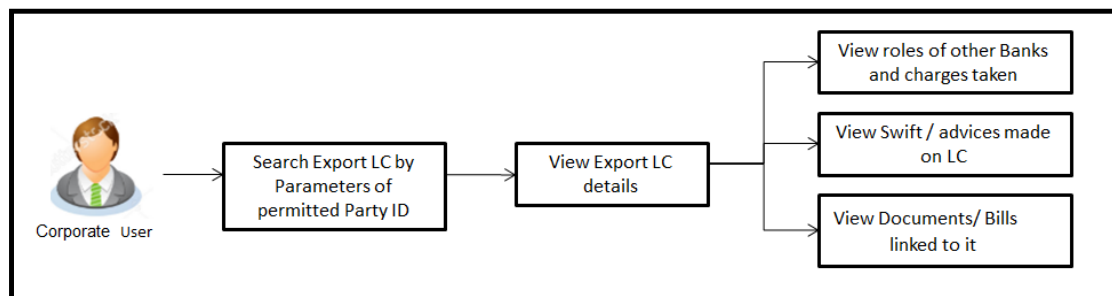 Corporate User
Search Export LC by
Parameters of
permitted Party ID
View Export LC
details
View roles of other Banks
and charges taken
View Swift / advices made
on LC
View Documents/ Bills
linked to it